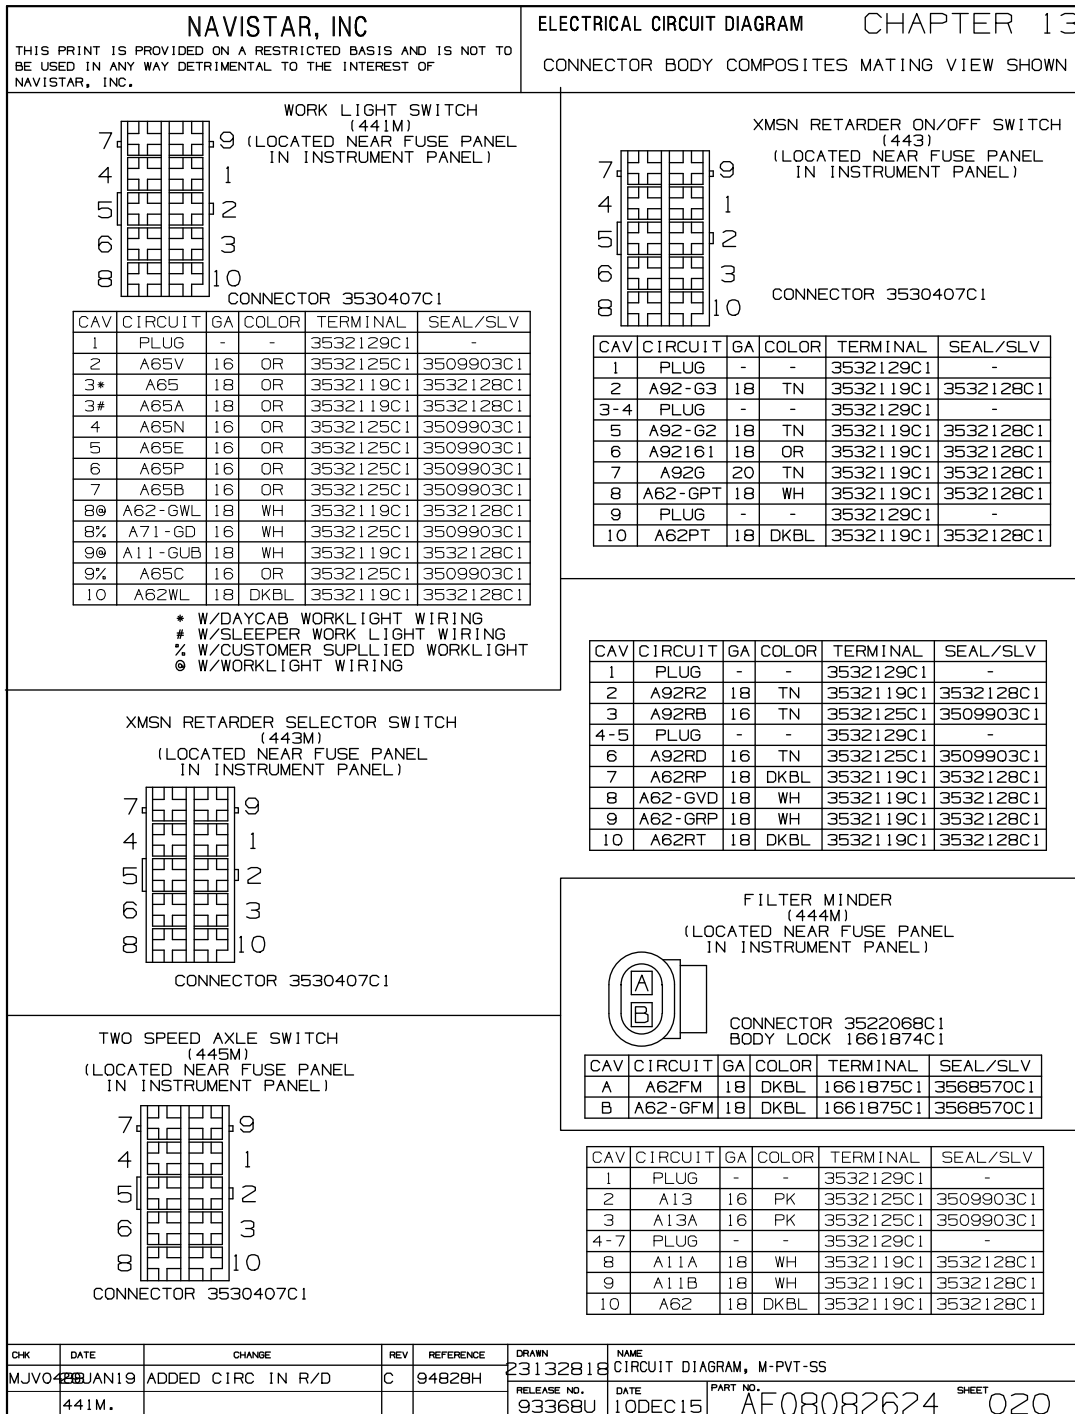 NAVISTAR, INC
THIS PRINT IS PROVIDED ON A RESTRICTED BASIS AND IS NOT TO
BE USED IN ANY WAY DETRIMENTAL TO THE INTEREST OF
NAVISTAR, INC.
ELECTRICAL CIRCUIT DIAGRAM CHAPTER 13
CONNECTOR BODY COMPOSITES MATING VIEW SHOWN
WORK LIGHT SWITCH
(441M)
(LOCATED NEAR FUSE PANEL
IN INSTRUMENT PANEL)
7 9
4 1
5 2
6 3
8 10
CONNECTOR 3530407C1
CAV CIRCUIT GA COLOR TERMINAL SEAL/SLV
1 PLUG - - 3532129C1 -
2 A65V 16 OR 3532125C1 3509903C1
3* A65 18 OR 3532119C1 3532128C1
3# A65A 18 OR 3532119C1 3532128C1
4 A65N 16 OR 3532125C1 3509903C1
5 A65E 16 OR 3532125C1 3509903C1
6 A65P 16 OR 3532125C1 3509903C1
7 A65B 16 OR 3532125C1 3509903C1
8@ A62-GWL 18 WH 3532119C1 3532128C1
8% A71-GD 16 WH 3532125C1 3509903C1
9@ A11-GUB 18 WH 3532119C1 3532128C1
9% A65C 16 OR 3532125C1 3509903C1
10 A62WL 18 DKBL 3532119C1 3532128C1
* W/DAYCAB WORKLIGHT WIRING
# W/SLEEPER WORK LIGHT WIRING
% W/CUSTOMER SUPLLIED WORKLIGHT
@ W/WORKLIGHT WIRING
XMSN RETARDER ON/OFF SWITCH
(443)
(LOCATED NEAR FUSE PANEL
IN INSTRUMENT PANEL)
7 9
4 1
5 2
6 3
8 10
CONNECTOR 3530407C1
CAV CIRCUIT GA COLOR TERMINAL SEAL/SLV
1 PLUG - - 3532129C1 -
2 A92-G3 18 TN 3532119C1 3532128C1
3-4 PLUG - - 3532129C1 -
5 A92-G2 18 TN 3532119C1 3532128C1
6 A92161 18 OR 3532119C1 3532128C1
7 A92G 20 TN 3532119C1 3532128C1
8 A62-GPT 18 WH 3532119C1 3532128C1
9 PLUG - - 3532129C1 -
10 A62PT 18 DKBL 3532119C1 3532128C1
XMSN RETARDER SELECTOR SWITCH
(443M)
(LOCATED NEAR FUSE PANEL
IN INSTRUMENT PANEL)
7 9
4 1
5 2
6 3
8 10
CONNECTOR 3530407C1
CAV CIRCUIT GA COLOR TERMINAL SEAL/SLV
1 PLUG - - 3532129C1 -
2 A92R2 18 TN 3532119C1 3532128C1
3 A92RB 16 TN 3532125C1 3509903C1
4-5 PLUG - - 3532129C1 -
6 A92RD 16 TN 3532125C1 3509903C1
7 A62RP 18 DKBL 3532119C1 3532128C1
8 A62-GVD 18 WH 3532119C1 3532128C1
9 A62-GRP 18 WH 3532119C1 3532128C1
10 A62RT 18 DKBL 3532119C1 3532128C1
FILTER MINDER
(444M)
(LOCATED NEAR FUSE PANEL
IN INSTRUMENT PANEL)
A
B
CONNECTOR 3522068C1
BODY LOCK 1661874C1
CAV CIRCUIT GA COLOR TERMINAL SEAL/SLV
A A62FM 18 DKBL 1661875C1 3568570C1
B A62-GFM 18 DKBL 1661875C1 3568570C1
TWO SPEED AXLE SWITCH
(445M)
(LOCATED NEAR FUSE PANEL
IN INSTRUMENT PANEL)
7 9
4 1
5 2
6 3
8 10
CONNECTOR 3530407C1
CAV CIRCUIT GA COLOR TERMINAL SEAL/SLV
1 PLUG - - 3532129C1 -
2 A13 16 PK 3532125C1 3509903C1
3 A13A 16 PK 3532125C1 3509903C1
4-7 PLUG - - 3532129C1 -
8 A11A 18 WH 3532119C1 3532128C1
9 A11B 18 WH 3532119C1 3532128C1
10 A62 18 DKBL 3532119C1 3532128C1
CHK DATE CHANGE REV REFERENCE
ADDED CIRC IN R/D C 94828H
441M.
DRAWN
23132818
NAME
CIRCUIT DIAGRAM, M-PVT-SS
RELEASE NO.
93368U
DATE
10DEC15
PART NO.
AF08082624
SHEET
020